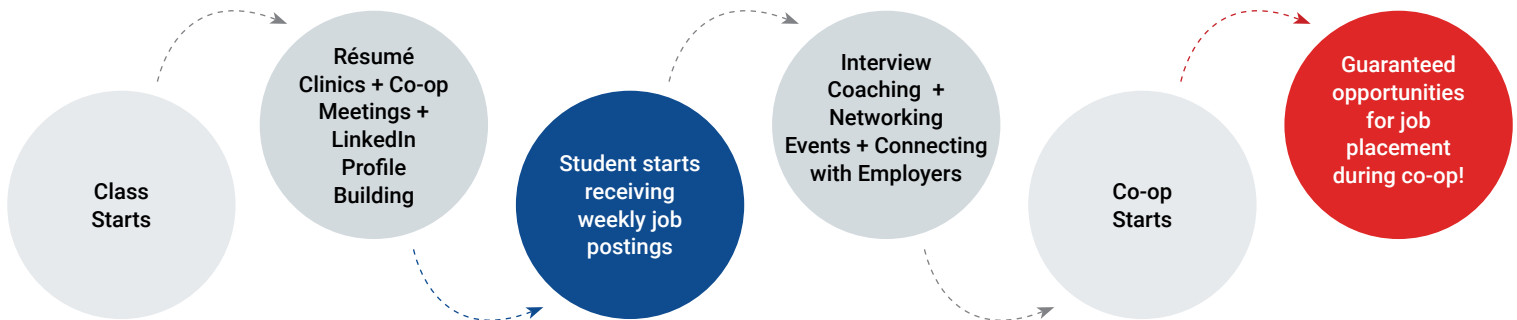 Class
Starts
Résumé
Clinics + Co-op
Meetings +
LinkedIn
Profile
Building
Student starts
receiving
weekly job
postings
Interview
Coaching +
Networking
Events + Connecting
with Employers
Co-op
Starts
Guaranteed
opportunities
for job
placement
during co-op!